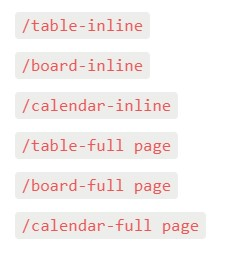 /table-inline
/board-inline
/calendar-inline
/table-full page
/board-full page
/calendar-full page